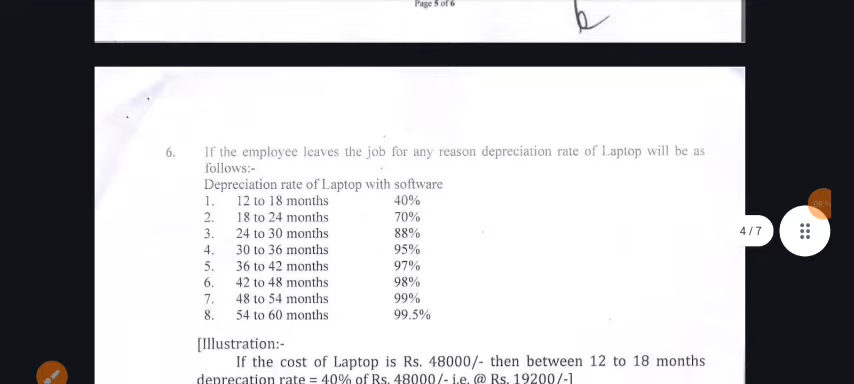 Page 5 of 6
6. If the employee leaves the job for any reason depreciation rate of Laptop will be as
follows:-
Depreciation rate of Laptop with software
1. 12 to 18 months 40%
2. 18 to 24 months 70%
3. 24 to 30 months 88%
4. 30 to 36 months 95%
5. 36 to 42 months 97%
6. 42 to 48 months 98%
7. 48 to 54 months 99%
8. 54 to 60 months 99.5%
4 / 7
[Illustration:-
If the cost of Laptop is Rs. 48000/- then between 12 to 18 months
deprecation rate = 40% of Rs. 48000/- i.e. @ Rs. 19200/-]